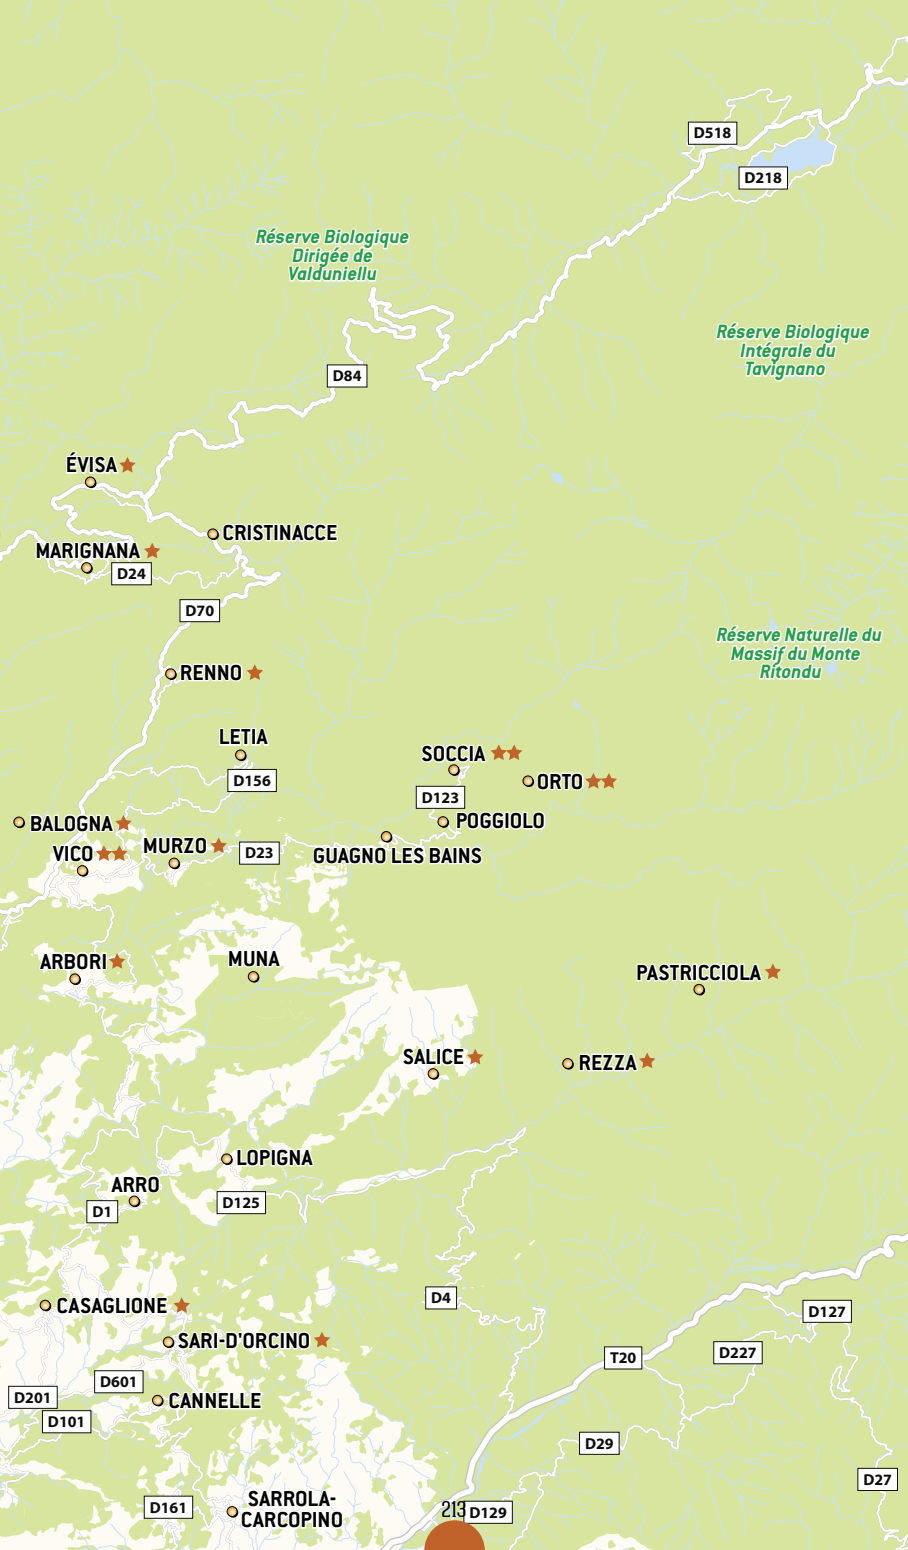 D518
D218
Réserve Biologique
Dirigée de
Valduniellu
Réserve Biologique
Intégrale du
Tavignano
D84
ÉVISA
CRISTINACCE
MARIGNANA
D24
D70
Réserve Naturelle du
Massif du Monte
Ritondu
RENNO
LETIA
SOCCIA
D156
ORTO
D123
BALOGNA
POGGIOLO
MURZO
VICO
D23
GUAGNO LES BAINS
ARBORI
MUNA
PASTRICCIOLA
SALICE
REZZA
LOPIGNA
ARRO
D125
D1
D4
CASAGLIONE
D127
SARI-D'ORCINO
D227
T20
D601
D201
CANNELLE
D101
D29
D27
SARROLA-
CARCOPINO
D161
213
D129